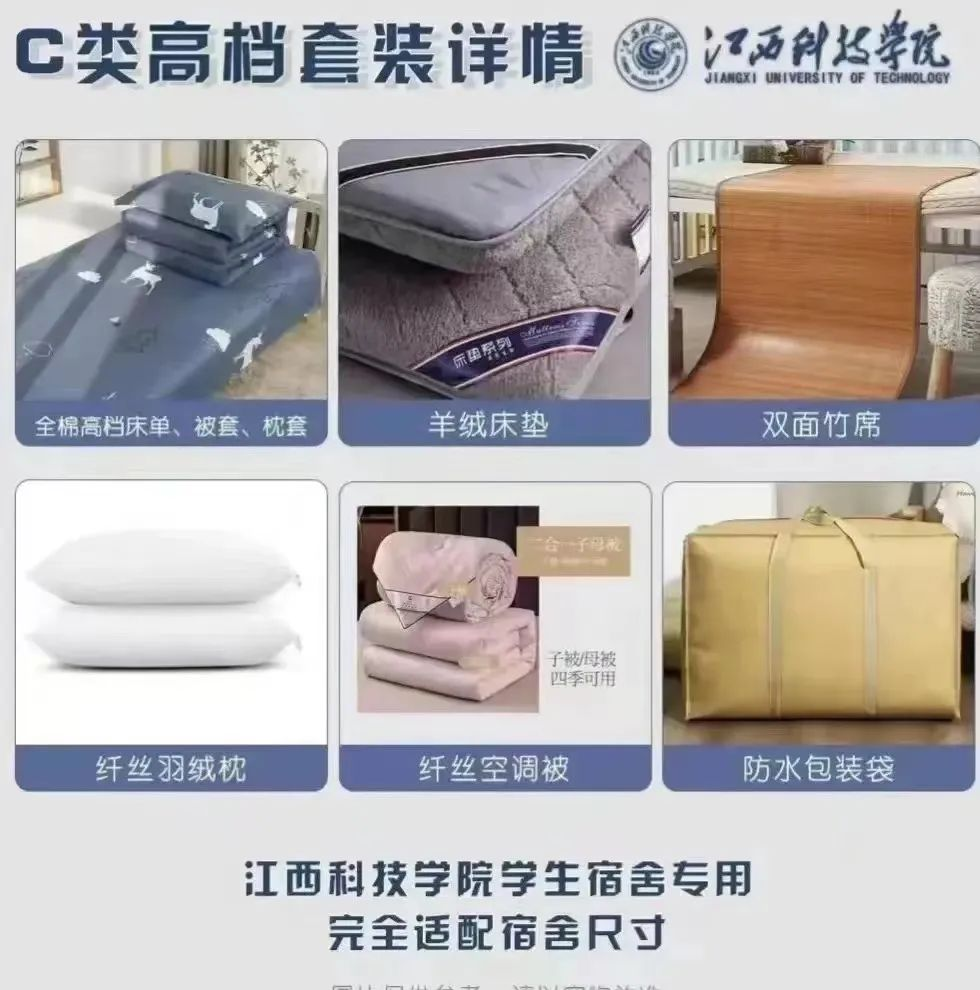 C类高档套装详情
江西科技学院
JIANGXI UNIVERSITY OF TECHNOLOGY
床垫系列
全棉高档床单、被套、枕套
羊绒床垫
双面竹席
二合一子母被
子被/母被
四季可用
纤丝羽绒枕
纤丝空调被
防水包装袋
江西科技学院学生宿舍专用
完全适配宿舍尺寸